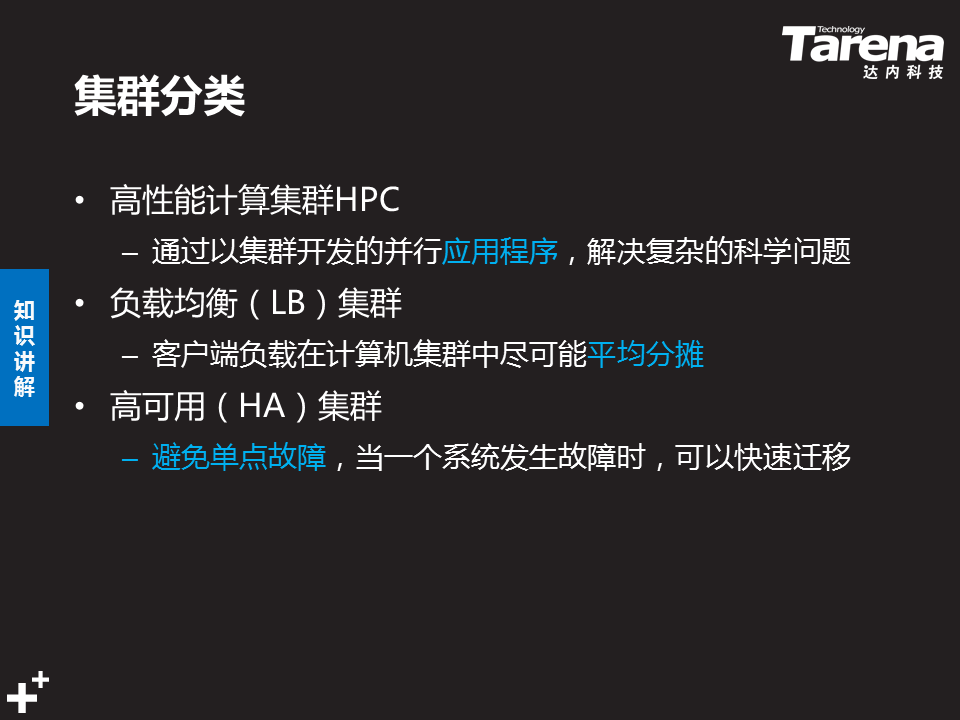 Technology
Tarena
达内科技
集群分类
• 高性能计算集群HPC
– 通过以集群开发的并行应用程序，解决复杂的科学问题
• 负载均衡（LB）集群
– 客户端负载在计算机集群中尽可能平均分摊
• 高可用（HA）集群
– 避免单点故障，当一个系统发生故障时，可以快速迁移
知识讲解